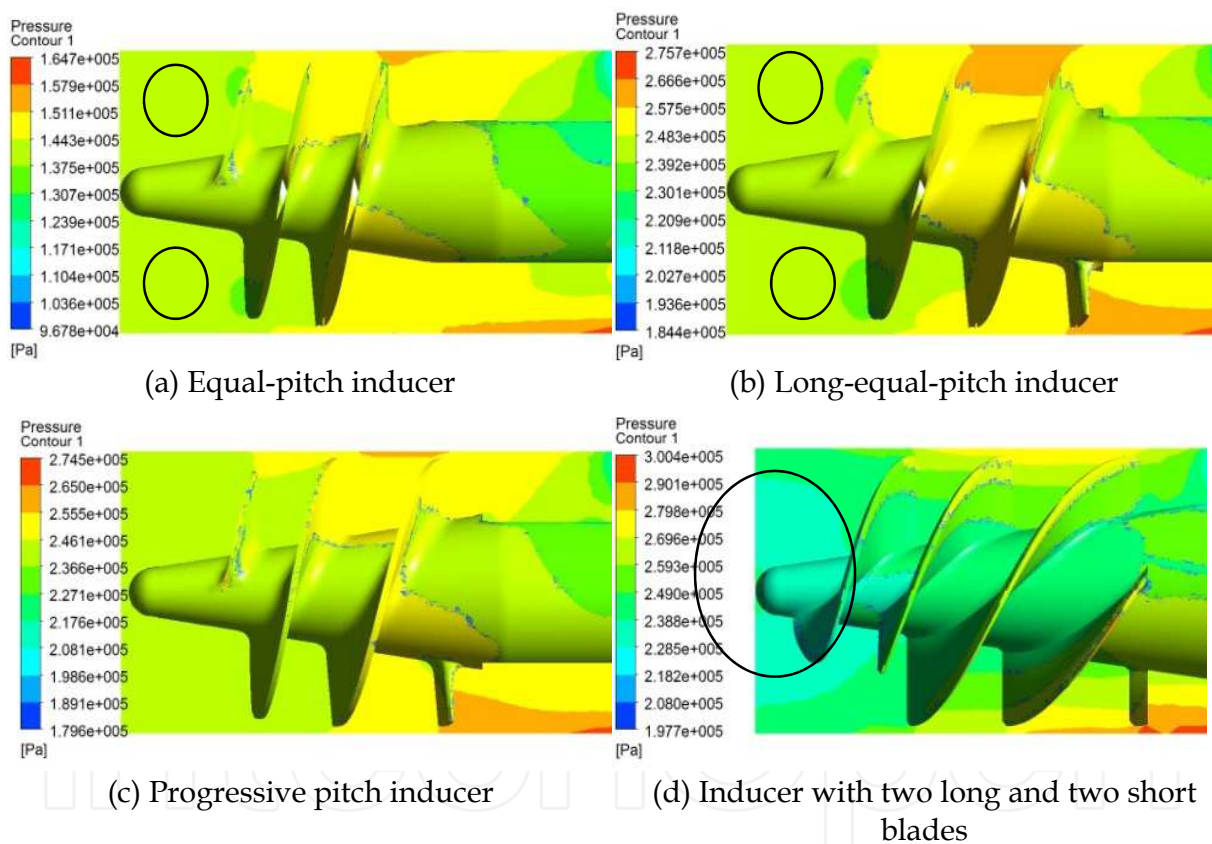 Pressure
Contour 1
1.647e+005
1.579e+005
1.511e+005
1.443e+005
1.375e+005
1.307e+005
1.239e+005
1.171e+005
1.104e+005
1.036e+005
9.678e+004
[Pa]
(a) Equal-pitch inducer
Pressure
Contour 1
2.757e+005
2.666e+005
2.575e+005
2.483e+005
2.392e+005
2.301e+005
2.209e+005
2.118e+005
2.027e+005
1.936e+005
1.844e+005
[Pa]
(b) Long-equal-pitch inducer
Pressure
Contour 1
2.745e+005
2.650e+005
2.555e+005
2.461e+005
2.366e+005
2.271e+005
2.176e+005
2.081e+005
1.986e+005
1.891e+005
1.796e+005
[Pa]
(c) Progressive pitch inducer
Pressure
Contour 1
3.004e+005
2.901e+005
2.798e+005
2.696e+005
2.593e+005
2.490e+005
2.388e+005
2.285e+005
2.182e+005
2.080e+005
1.977e+005
[Pa]
(d) Inducer with two long and two short
blades